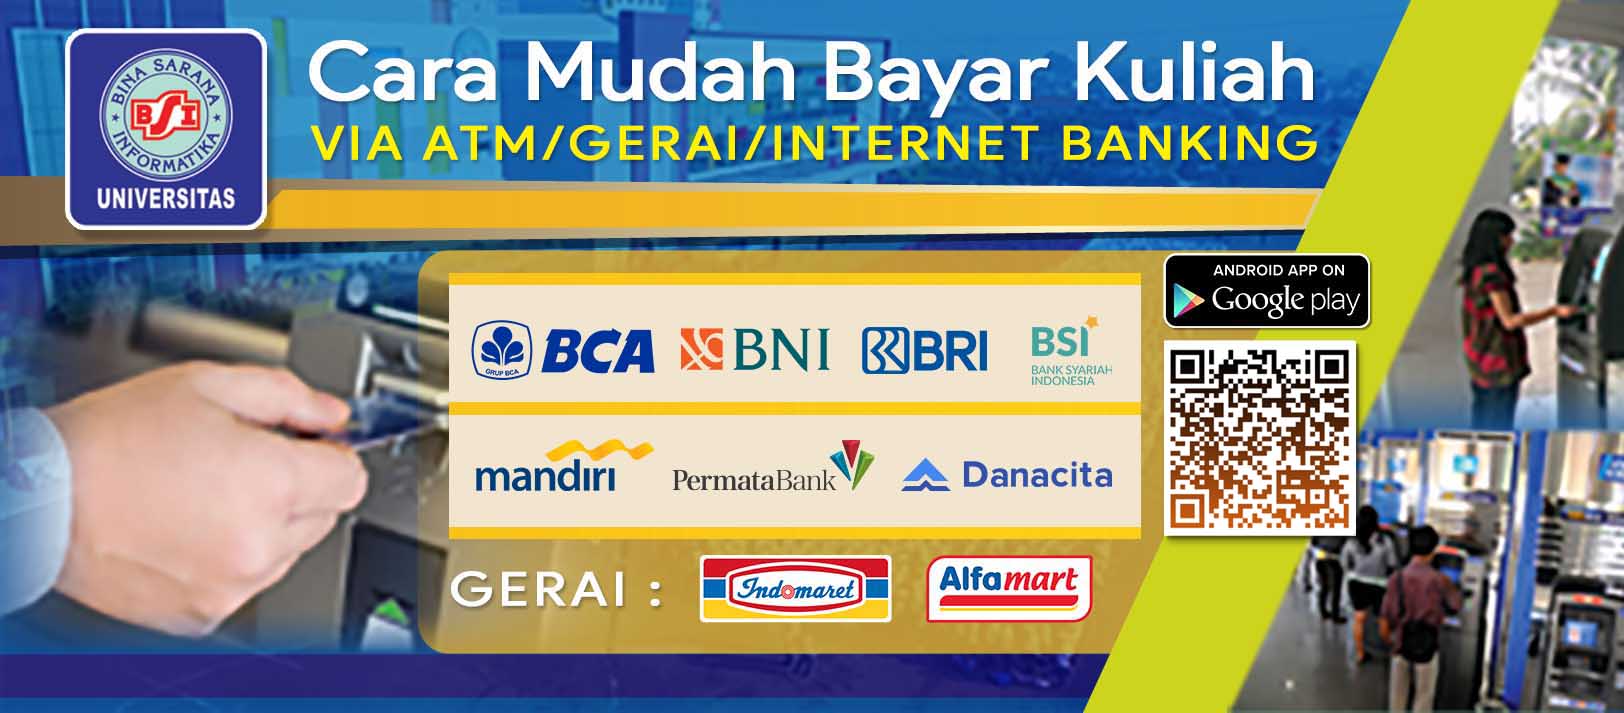 BINA SARANA
BSI
INFORMATIKA
UNIVERSITAS
Cara Mudah Bayar Kuliah
VIA ATM/GERAI/INTERNET BANKING
ANDROID APP ON
Google play
GRUP BCA
BCA
BNI
BRI
BSI
BANK SYARIAH
INDONESIA
mandiri
PermataBank
Danacita
GERAI :
Indomaret
Alfamart